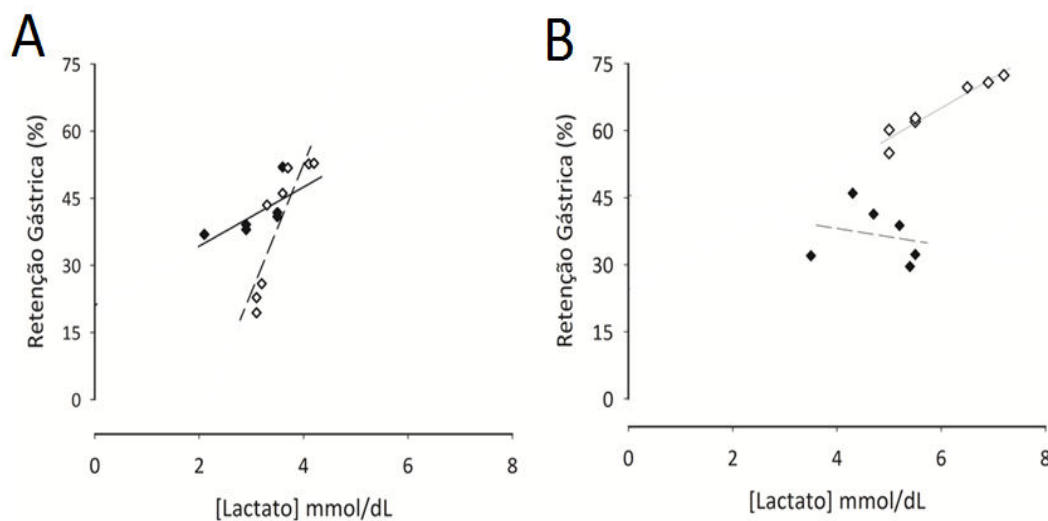 A
75
60
45
30
15
0
Retenção Gástrica (%)
0 2 4 6 8
[Lactato] mmol/dL
B
75
60
45
30
15
0
Retenção Gástrica (%)
0 2 4 6 8
[Lactato] mmol/dL